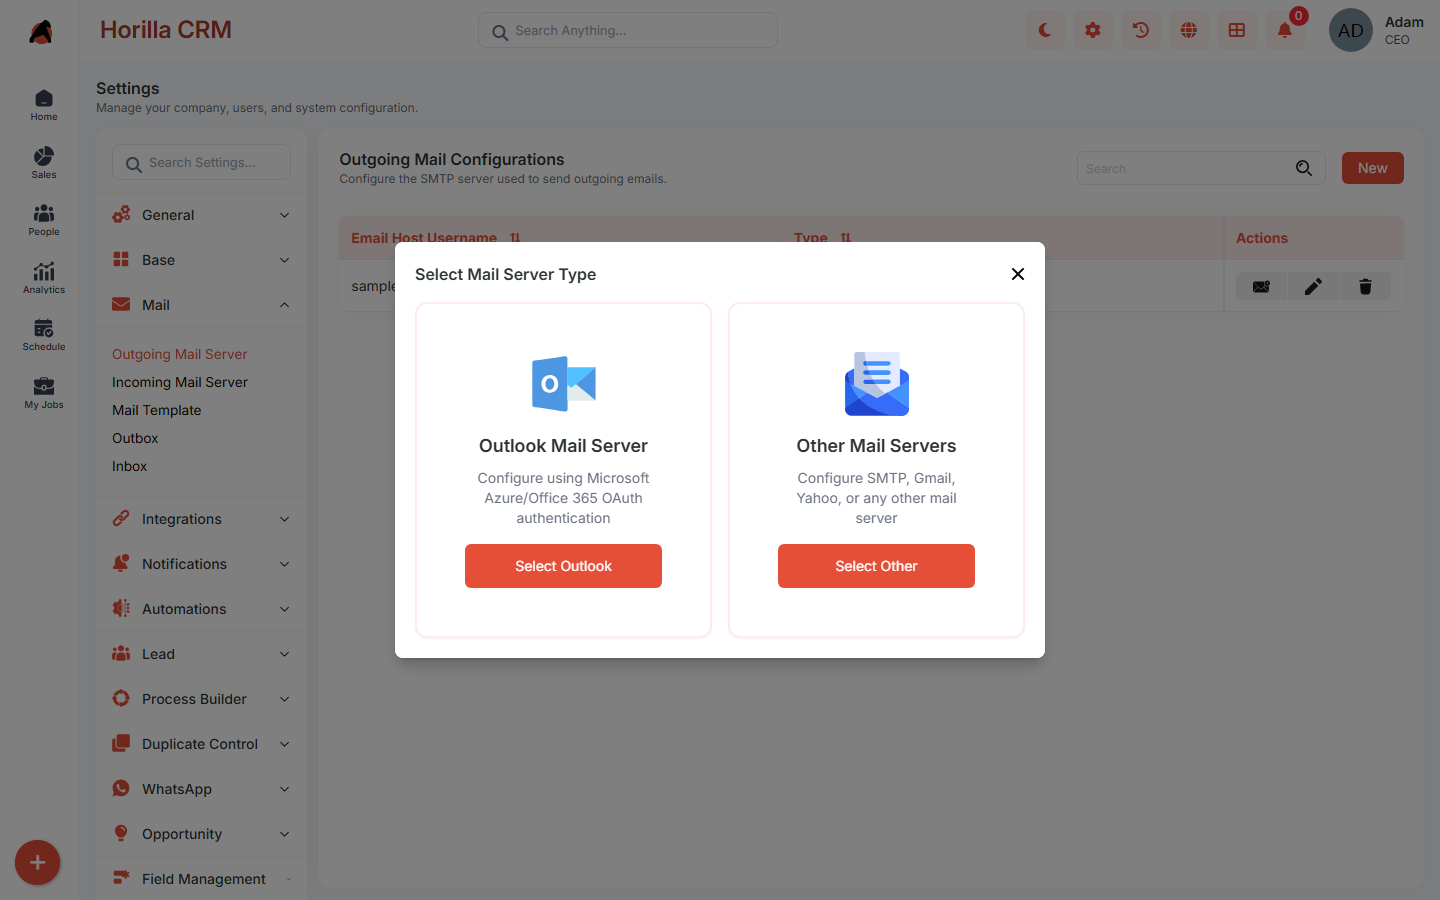 Horilla CRM
Search Anything...
0
AD
Adam
CEO
Home
Sales
People
Analytics
Schedule
My Jobs
Settings
Manage your company, users, and system configuration.
Search Settings...
General
Base
Mail
Outgoing Mail Server
Incoming Mail Server
Mail Template
Outbox
Inbox
Integrations
Notifications
Automations
Lead
Process Builder
Duplicate Control
WhatsApp
Opportunity
Field Management
Outgoing Mail Configurations
Configure the SMTP server used to send outgoing emails.
Search
New
Email Host Username
Type
Actions
sample
Select Mail Server Type
O
Outlook Mail Server
Configure using Microsoft
Azure/Office 365 OAuth
authentication
Select Outlook
Other Mail Servers
Configure SMTP, Gmail,
Yahoo, or any other mail
server
Select Other